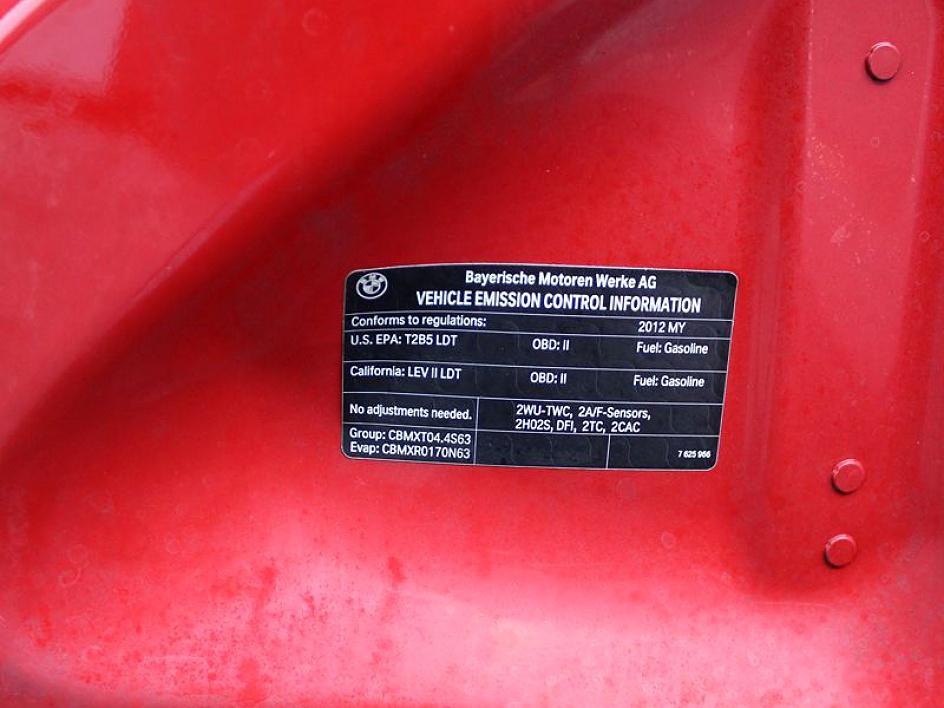 Bayerische Motoren Werke AG
VEHICLE EMISSION CONTROL INFORMATION
Conforms to regulations: 2012 MY
U.S. EPA: T2B5 LDT OBD: II Fuel: Gasoline
California: LEV II LDT OBD: II Fuel: Gasoline
No adjustments needed.
2WU-TWC, 2A/F-Sensors,
2HO2S, DFI, 2TC, 2CAC
Group: CBMXT04.4S63
Evap: CBMXR0170N63
7 625 966